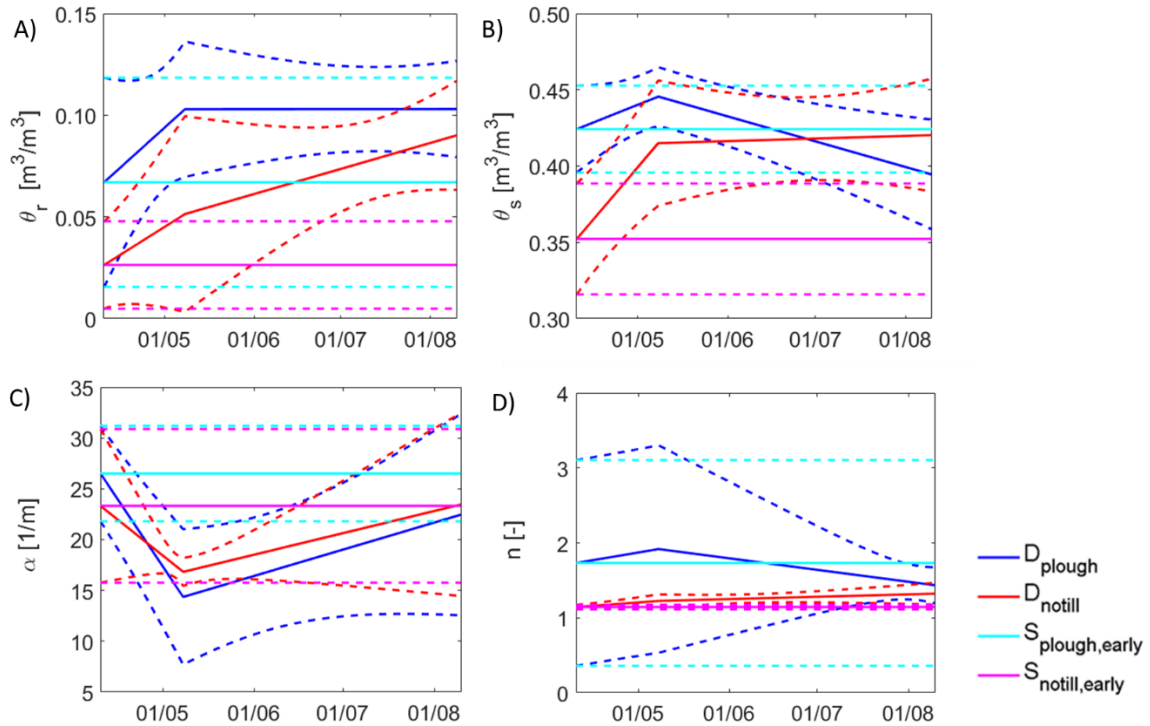 A)
θr [m³/m³]
0.15
0.10
0.05
0
01/05 01/06 01/07 01/08
B)
θs [m³/m³]
0.50
0.45
0.40
0.35
0.30
01/05 01/06 01/07 01/08
C)
α [1/m]
35
30
25
20
15
10
5
01/05 01/06 01/07 01/08
D)
n [-]
4
3
2
1
0
01/05 01/06 01/07 01/08
Dplough
Dnotill
Splough,early
Snotill,early